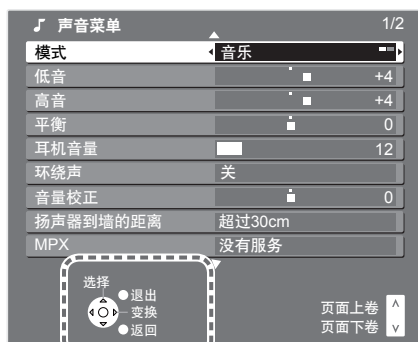 声音菜单 1/2
模式 音乐
低音 +4
高音 +4
平衡 0
耳机音量 12
环绕声 关
音量校正 0
扬声器到墙的距离 超过30cm
MPX 没有服务
选择
退出
变换
返回
页面上卷
页面下卷